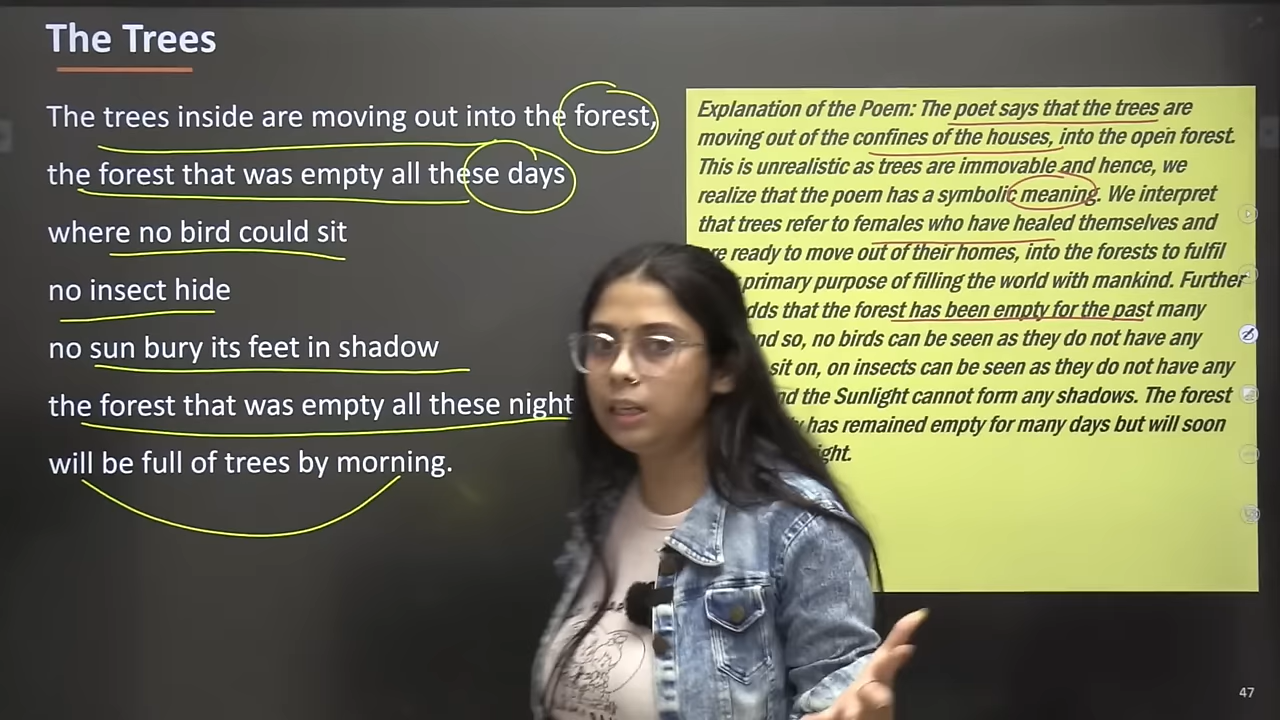 The Trees
The trees inside are moving out into the forest,
the forest that was empty all these days
where no bird could sit
no insect hide
no sun bury its feet in shadow
the forest that was empty all these night
will be full of trees by morning.
Explanation of the Poem: The poet says that the trees are
moving out of the confines of the houses, into the open forest.
This is unrealistic as trees are immovable and hence, we
realize that the poem has a symbolic meaning. We interpret
that trees refer to females who have healed themselves and
are ready to move out of their homes, into the forests to fulfil
primary purpose of filling the world with mankind. Further
adds that the forest has been empty for the past many
and so, no birds can be seen as they do not have any
sit on, on insects can be seen as they do not have any
and the Sunlight cannot form any shadows. The forest
has remained empty for many days but will soon
47